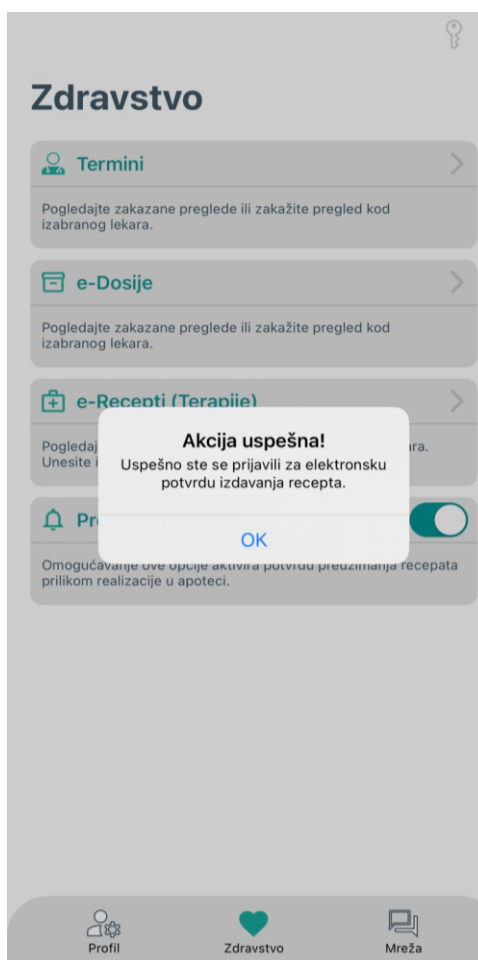 Zdravstvo
Termini
Pogledajte zakazane preglede ili zakažite pregled kod
izabranog lekara.
e-Dosije
Pogledajte zakazane preglede ili zakažite pregled kod
izabranog lekara.
e-Recepti (Terapije)
Pogledaj
ra.
Unesite i
Akcija uspešna!
Uspešno ste se prijavili za elektronsku
potvrdu izdavanja recepta.
OK
Pr
Omogućavanje ove opcije aktivira potvrdu preuzimanja recepata
prilikom realizacije u apoteci.
Profil
Zdravstvo
Mreža